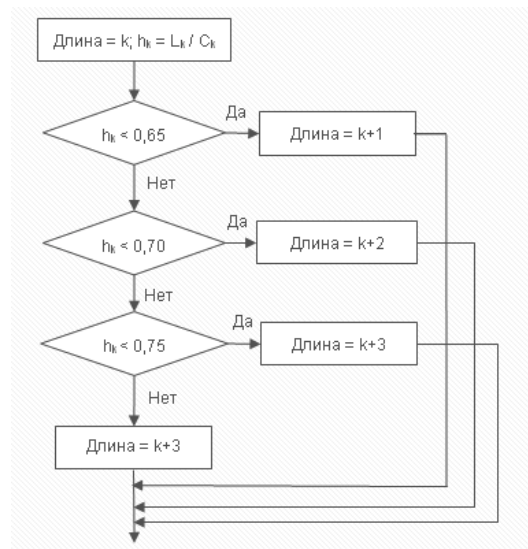 Длина = k; hₖ = Lₖ / Cₖ
Да
hₖ < 0,65
Длина = k+1
Нет
Да
hₖ < 0,70
Длина = k+2
Нет
Да
hₖ < 0,75
Длина = k+3
Нет
Длина = k+3